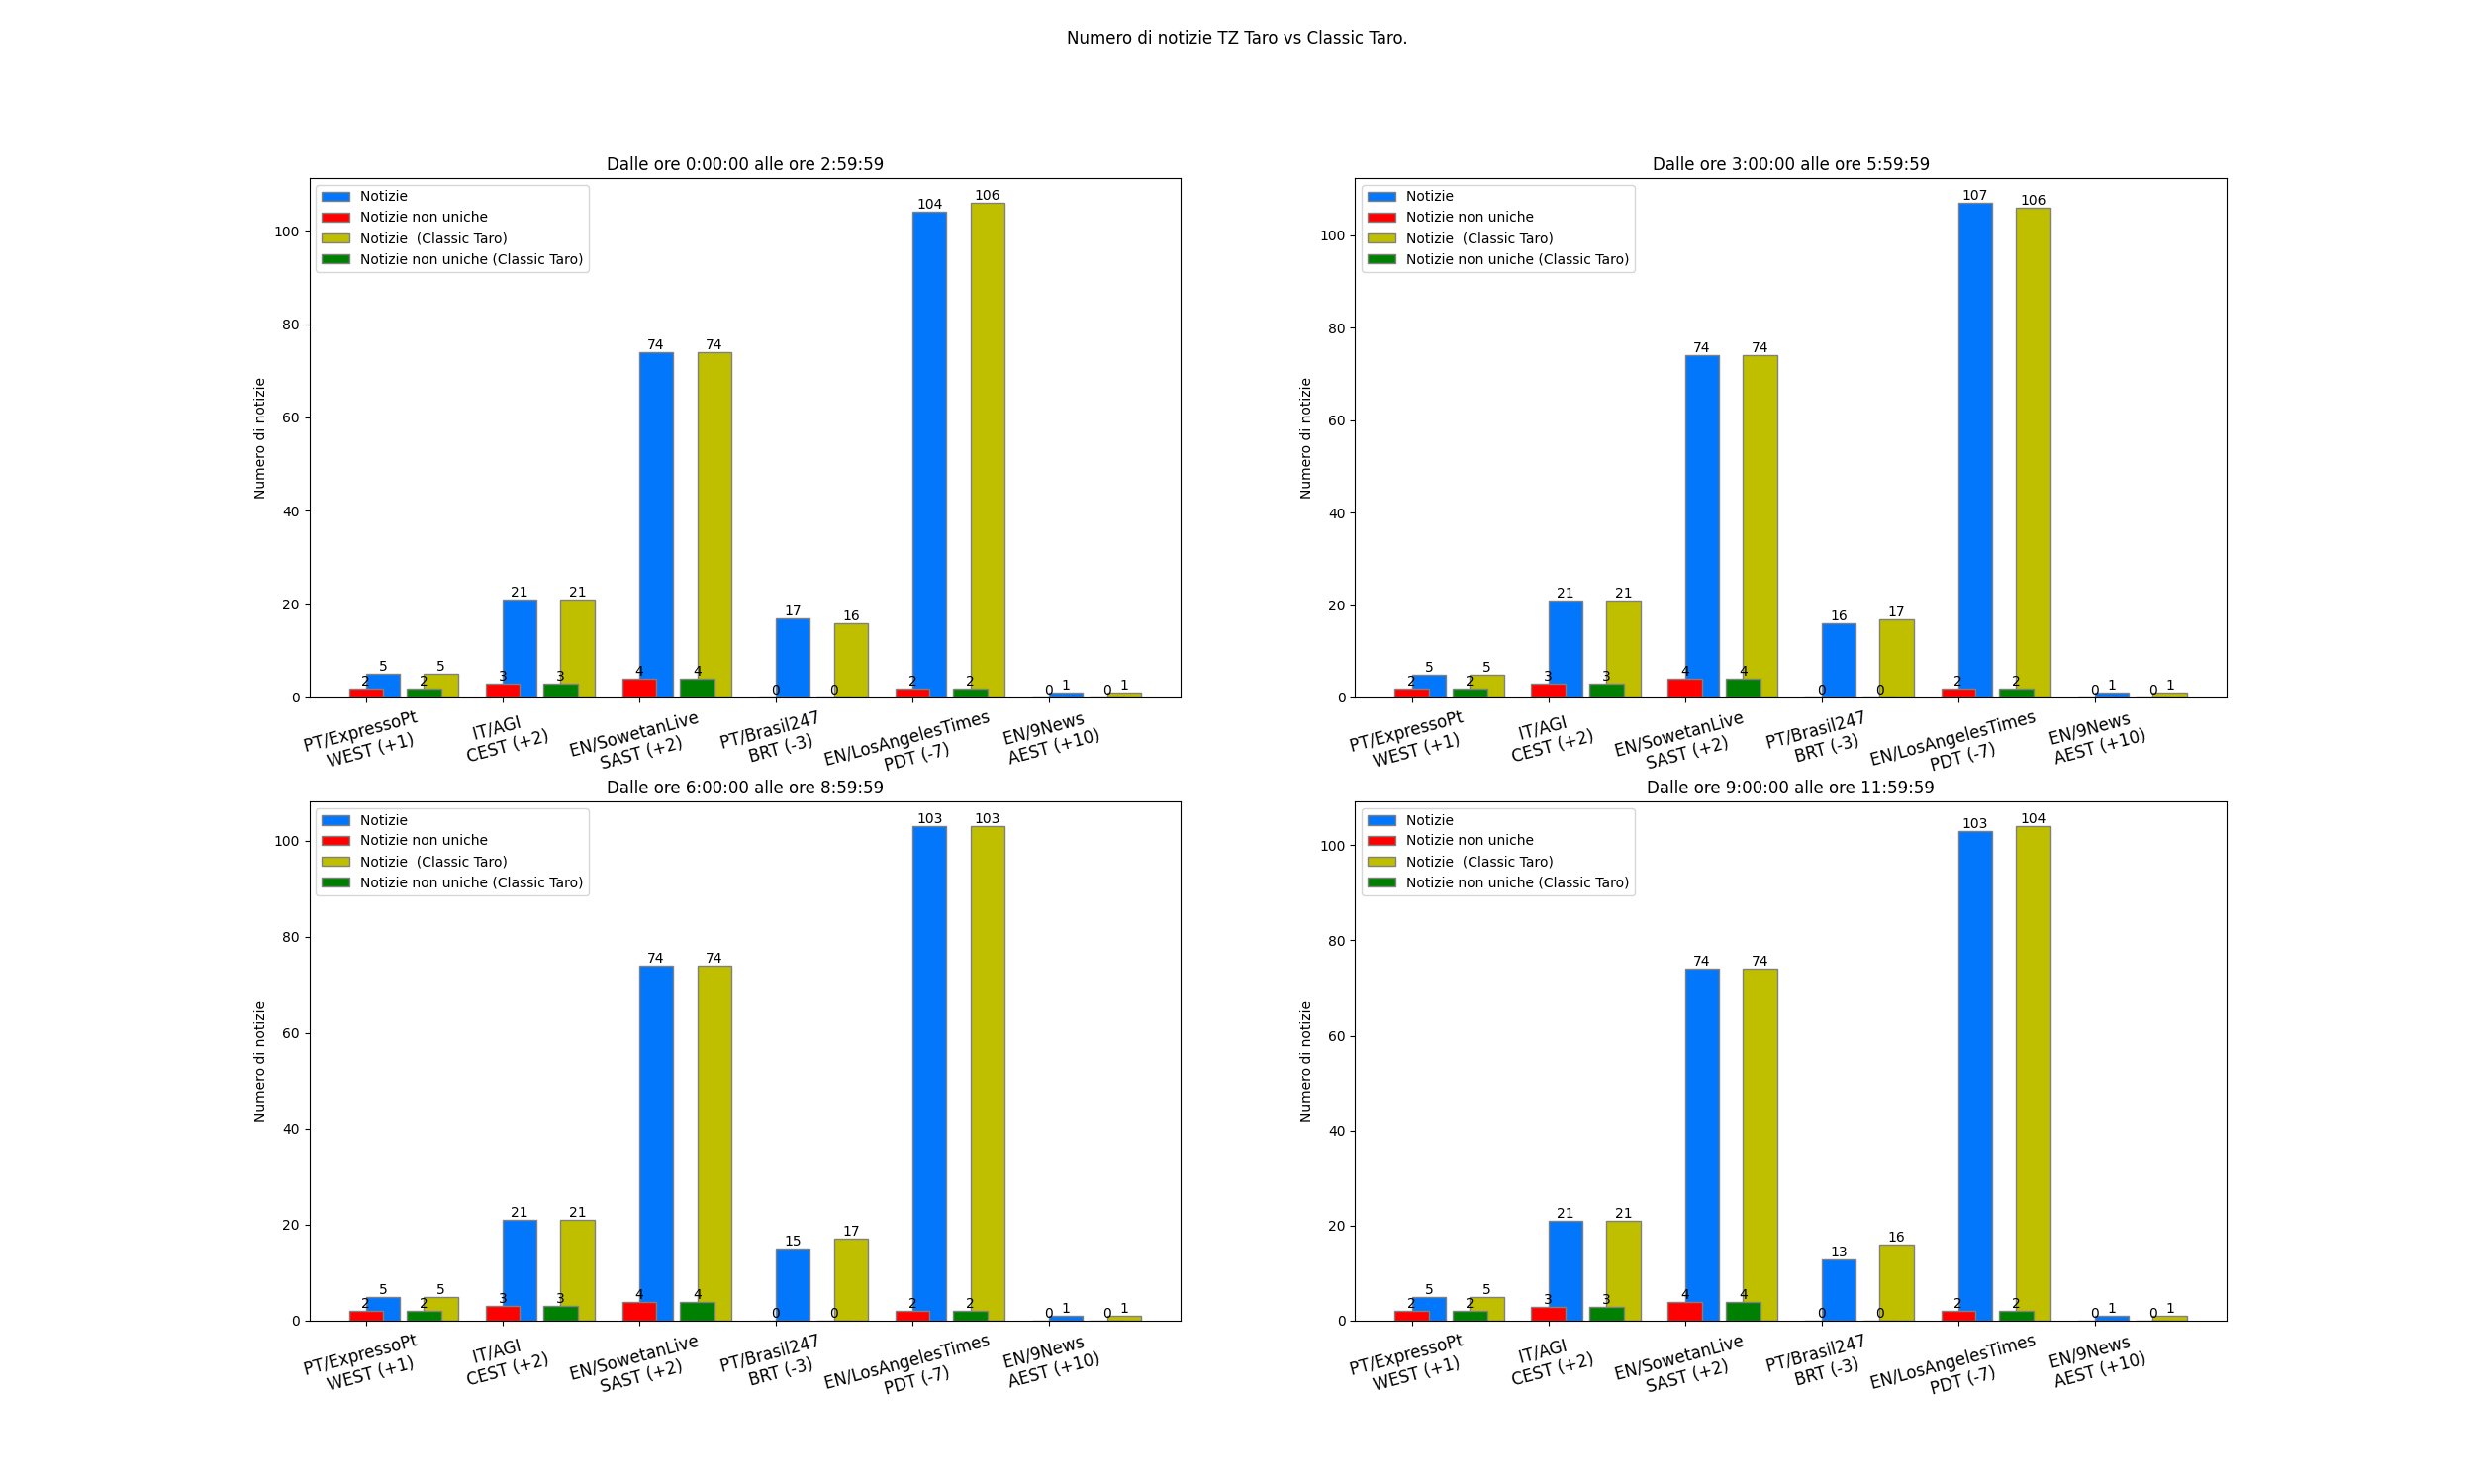 Numero di notizie TZ Taro vs Classic Taro.
Dalle ore 0:00:00 alle ore 2:59:59
Notizie
Notizie non uniche
Notizie  (Classic Taro)
Notizie non uniche (Classic Taro)
Numero di notizie
100
80
60
40
20
0
5
2
5
2
21
3
21
3
74
4
74
4
17
0
16
0
104
2
106
2
1
0
1
0
PT/ExpressoPt
WEST (+1)
IT/AGI
CEST (+2)
EN/SowetanLive
SAST (+2)
PT/Brasil247
BRT (-3)
EN/LosAngelesTimes
PDT (-7)
EN/9News
AEST (+10)
Dalle ore 3:00:00 alle ore 5:59:59
Notizie
Notizie non uniche
Notizie  (Classic Taro)
Notizie non uniche (Classic Taro)
Numero di notizie
100
80
60
40
20
0
5
2
5
2
21
3
21
3
74
4
74
4
16
0
17
0
107
2
106
2
1
0
1
0
PT/ExpressoPt
WEST (+1)
IT/AGI
CEST (+2)
EN/SowetanLive
SAST (+2)
PT/Brasil247
BRT (-3)
EN/LosAngelesTimes
PDT (-7)
EN/9News
AEST (+10)
Dalle ore 6:00:00 alle ore 8:59:59
Notizie
Notizie non uniche
Notizie  (Classic Taro)
Notizie non uniche (Classic Taro)
Numero di notizie
100
80
60
40
20
0
5
2
5
2
21
3
21
3
74
4
74
4
15
0
17
0
103
2
103
2
1
0
1
0
PT/ExpressoPt
WEST (+1)
IT/AGI
CEST (+2)
EN/SowetanLive
SAST (+2)
PT/Brasil247
BRT (-3)
EN/LosAngelesTimes
PDT (-7)
EN/9News
AEST (+10)
Dalle ore 9:00:00 alle ore 11:59:59
Notizie
Notizie non uniche
Notizie  (Classic Taro)
Notizie non uniche (Classic Taro)
Numero di notizie
100
80
60
40
20
0
5
2
5
2
21
3
21
3
74
4
74
4
13
0
16
0
103
2
104
2
1
0
1
0
PT/ExpressoPt
WEST (+1)
IT/AGI
CEST (+2)
EN/SowetanLive
SAST (+2)
PT/Brasil247
BRT (-3)
EN/LosAngelesTimes
PDT (-7)
EN/9News
AEST (+10)